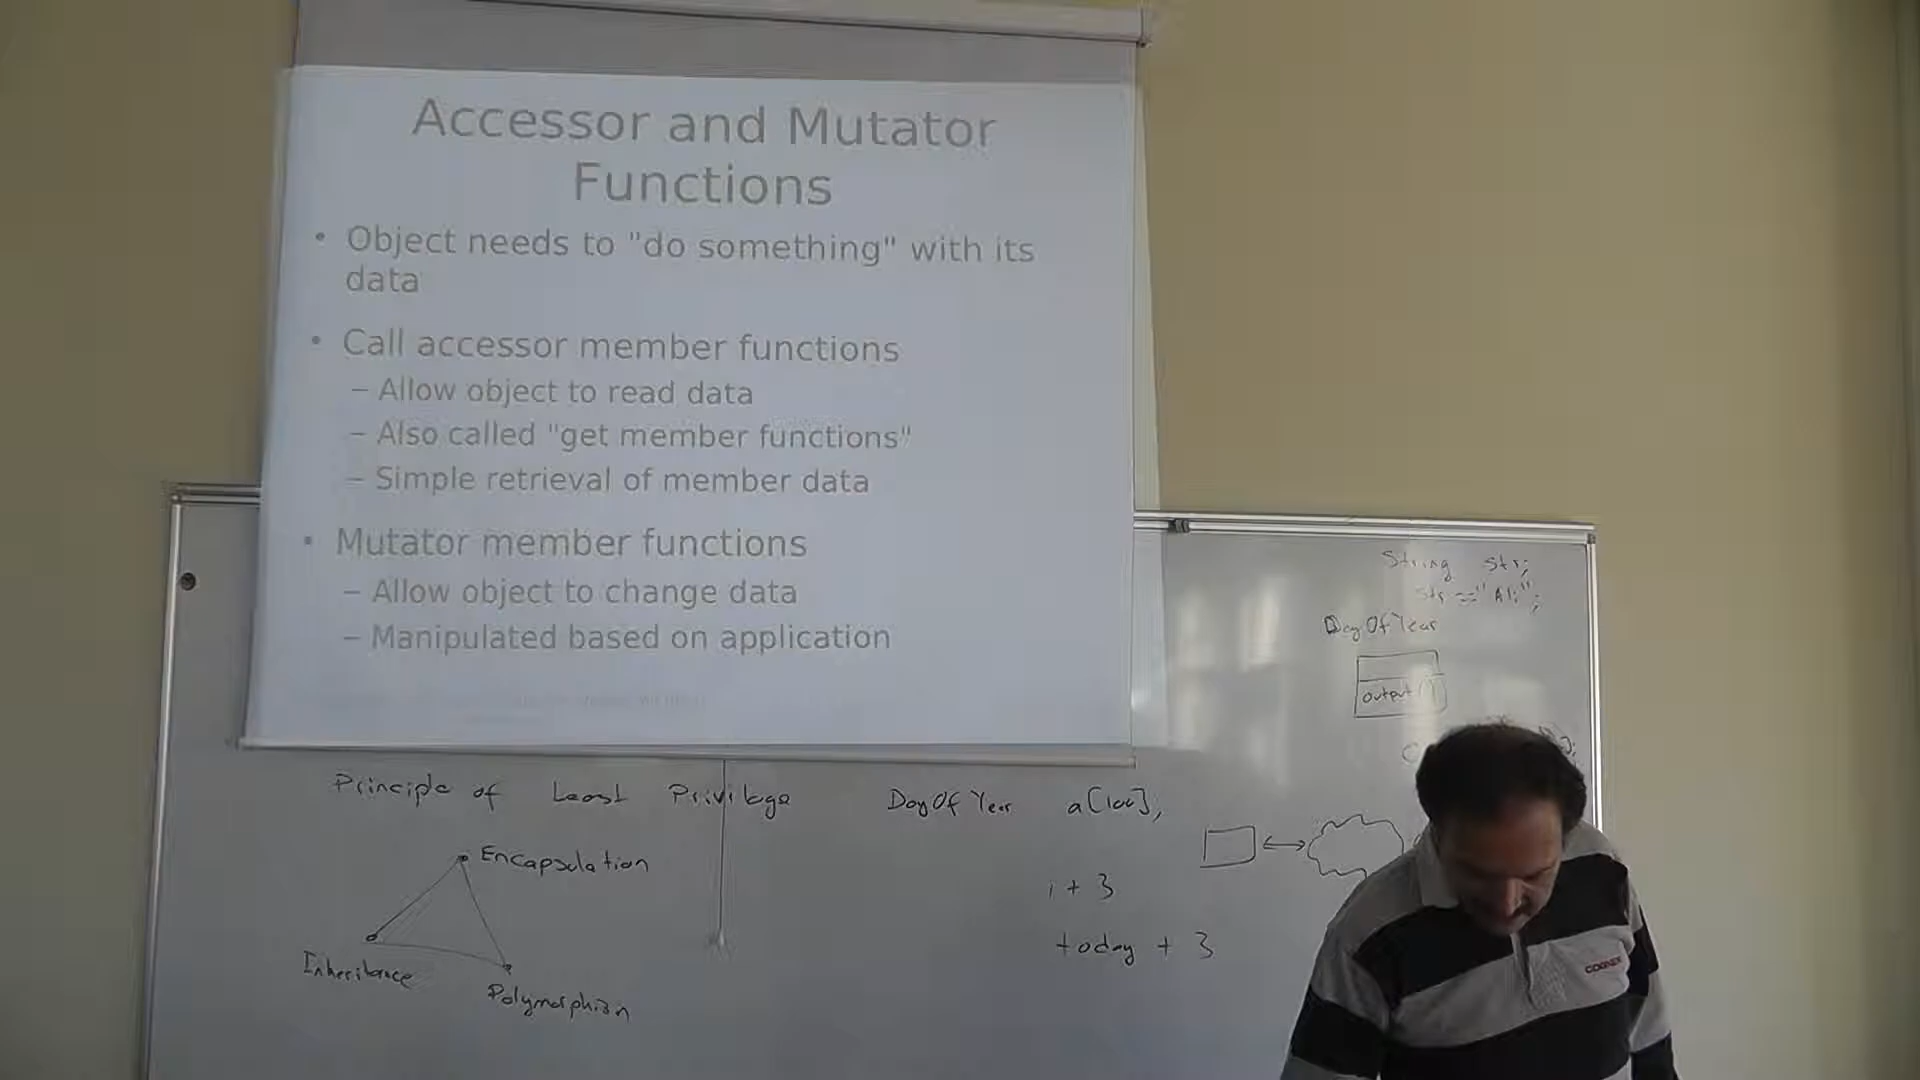 Accessor and Mutator
Functions
• Object needs to "do something" with its
data
• Call accessor member functions
– Allow object to read data
– Also called "get member functions"
– Simple retrieval of member data
• Mutator member functions
– Allow object to change data
– Manipulated based on application
String str;
str == "Ali";
DayOfYear
output()
Principle of Least Privilege
DayOfYear a[100],
Encapsulation
Inheritance
Polymorphism
i + 3
today + 3
COGNEX